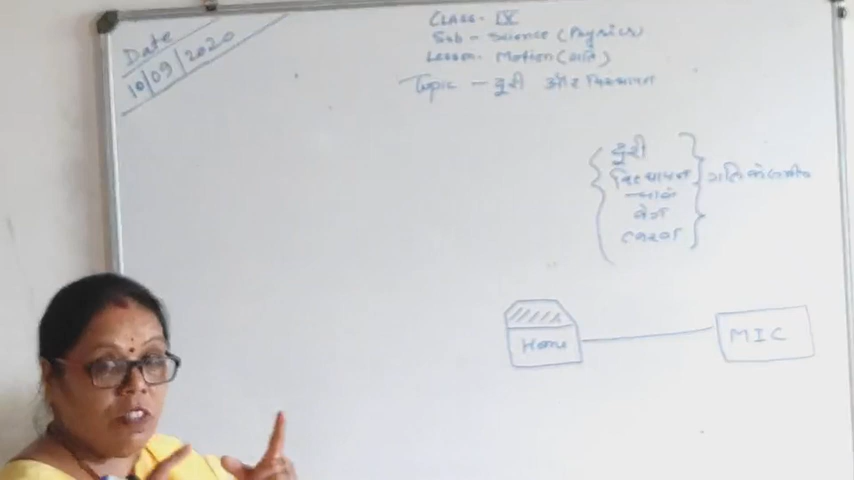 Date
10/09/2020
CLASS- IX
Sub - Science (Physics)
Lesson- Motion (गति)
Topic - दूरी और विस्थापन
दूरी
विस्थापन
चाल
वेग
त्वरण
गति के
Home
MIC